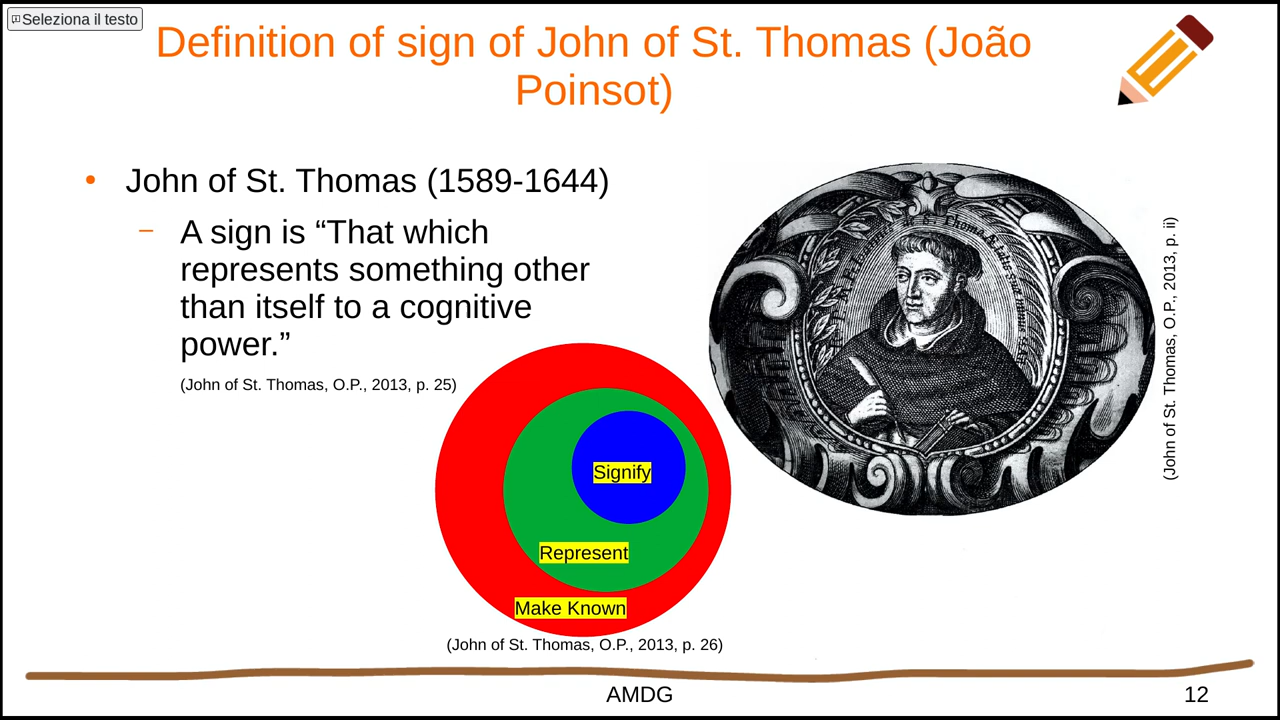 Seleziona il testo
Definition of sign of John of St. Thomas (João
Poinsot)
• John of St. Thomas (1589-1644)
– A sign is “That which
represents something other
than itself to a cognitive
power.”
(John of St. Thomas, O.P., 2013, p. 25)
Signify
Represent
Make Known
(John of St. Thomas, O.P., 2013, p. 26)
(John of St. Thomas, O.P., 2013, p. ii)
AMDG
12